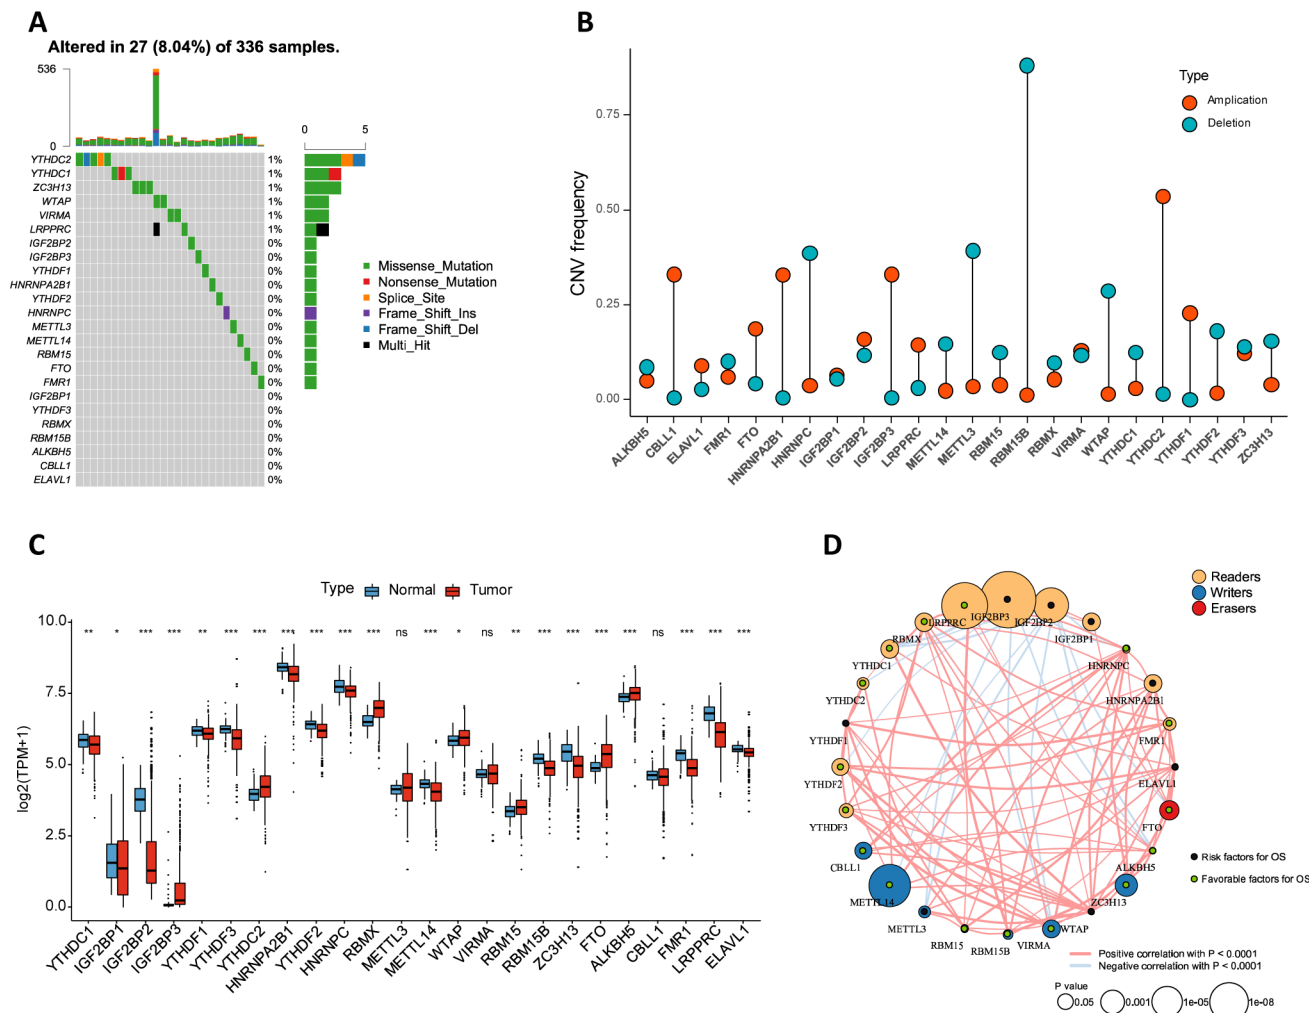 A
Altered in 27 (8.04%) of 336 samples.
536
0
0 5
YTHDC2 1%
YTHDC1 1%
ZC3H13 1%
WTAP 1%
VIRMA 1%
LRPPRC 1%
IGF2BP2 0%
IGF2BP3 0%
YTHDF1 0%
HNRNPA2B1 0%
YTHDF2 0%
HNRNPC 0%
METTL3 0%
METTL14 0%
RBM15 0%
FTO 0%
FMR1 0%
IGF2BP1 0%
YTHDF3 0%
RBMX 0%
RBM15B 0%
ALKBH5 0%
CBLL1 0%
ELAVL1 0%
Missense_Mutation
Nonsense_Mutation
Splice_Site
Frame_Shift_Ins
Frame_Shift_Del
Multi_Hit
B
CNV frequency
0.75
0.50
0.25
0.00
Type
Amplication
Deletion
ALKBH5
CBLL1
ELAVL1
FMR1
FTO
HNRNPA2B1
HNRNPC
IGF2BP1
IGF2BP2
IGF2BP3
LRPPRC
METTL14
METTL3
RBM15
RBM15B
RBMX
VIRMA
WTAP
YTHDC1
YTHDC2
YTHDF1
YTHDF2
YTHDF3
ZC3H13
C
Type Normal Tumor
log2(TPM+1)
10.0
7.5
5.0
2.5
0.0
** * *** *** ** *** *** *** *** *** *** ns *** * ns ** *** *** *** *** ns *** *** ***
YTHDC1
IGF2BP1
IGF2BP2
IGF2BP3
YTHDF1
YTHDF3
YTHDC2
HNRNPA2B1
YTHDF2
HNRNPC
RBMX
METTL3
METTL14
WTAP
VIRMA
RBM15
RBM15B
ZC3H13
FTO
ALKBH5
CBLL1
FMR1
LRPPRC
ELAVL1
D
Readers
Writers
Erasers
IGF2BP3
LRPPRC
IGF2BP2
RBMX
IGF2BP1
YTHDC1
HNRNPC
YTHDC2
HNRNPA2B1
YTHDF1
FMR1
YTHDF2
ELAVL1
YTHDF3
FTO
CBLL1
ALKBH5
METTL14
ZC3H13
METTL3
WTAP
RBM15
RBM15B
VIRMA
Risk factors for OS
Favorable factors for OS
Positive correlation with P < 0.0001
Negative correlation with P < 0.0001
P value
0.05 0.001 1e-05 1e-08